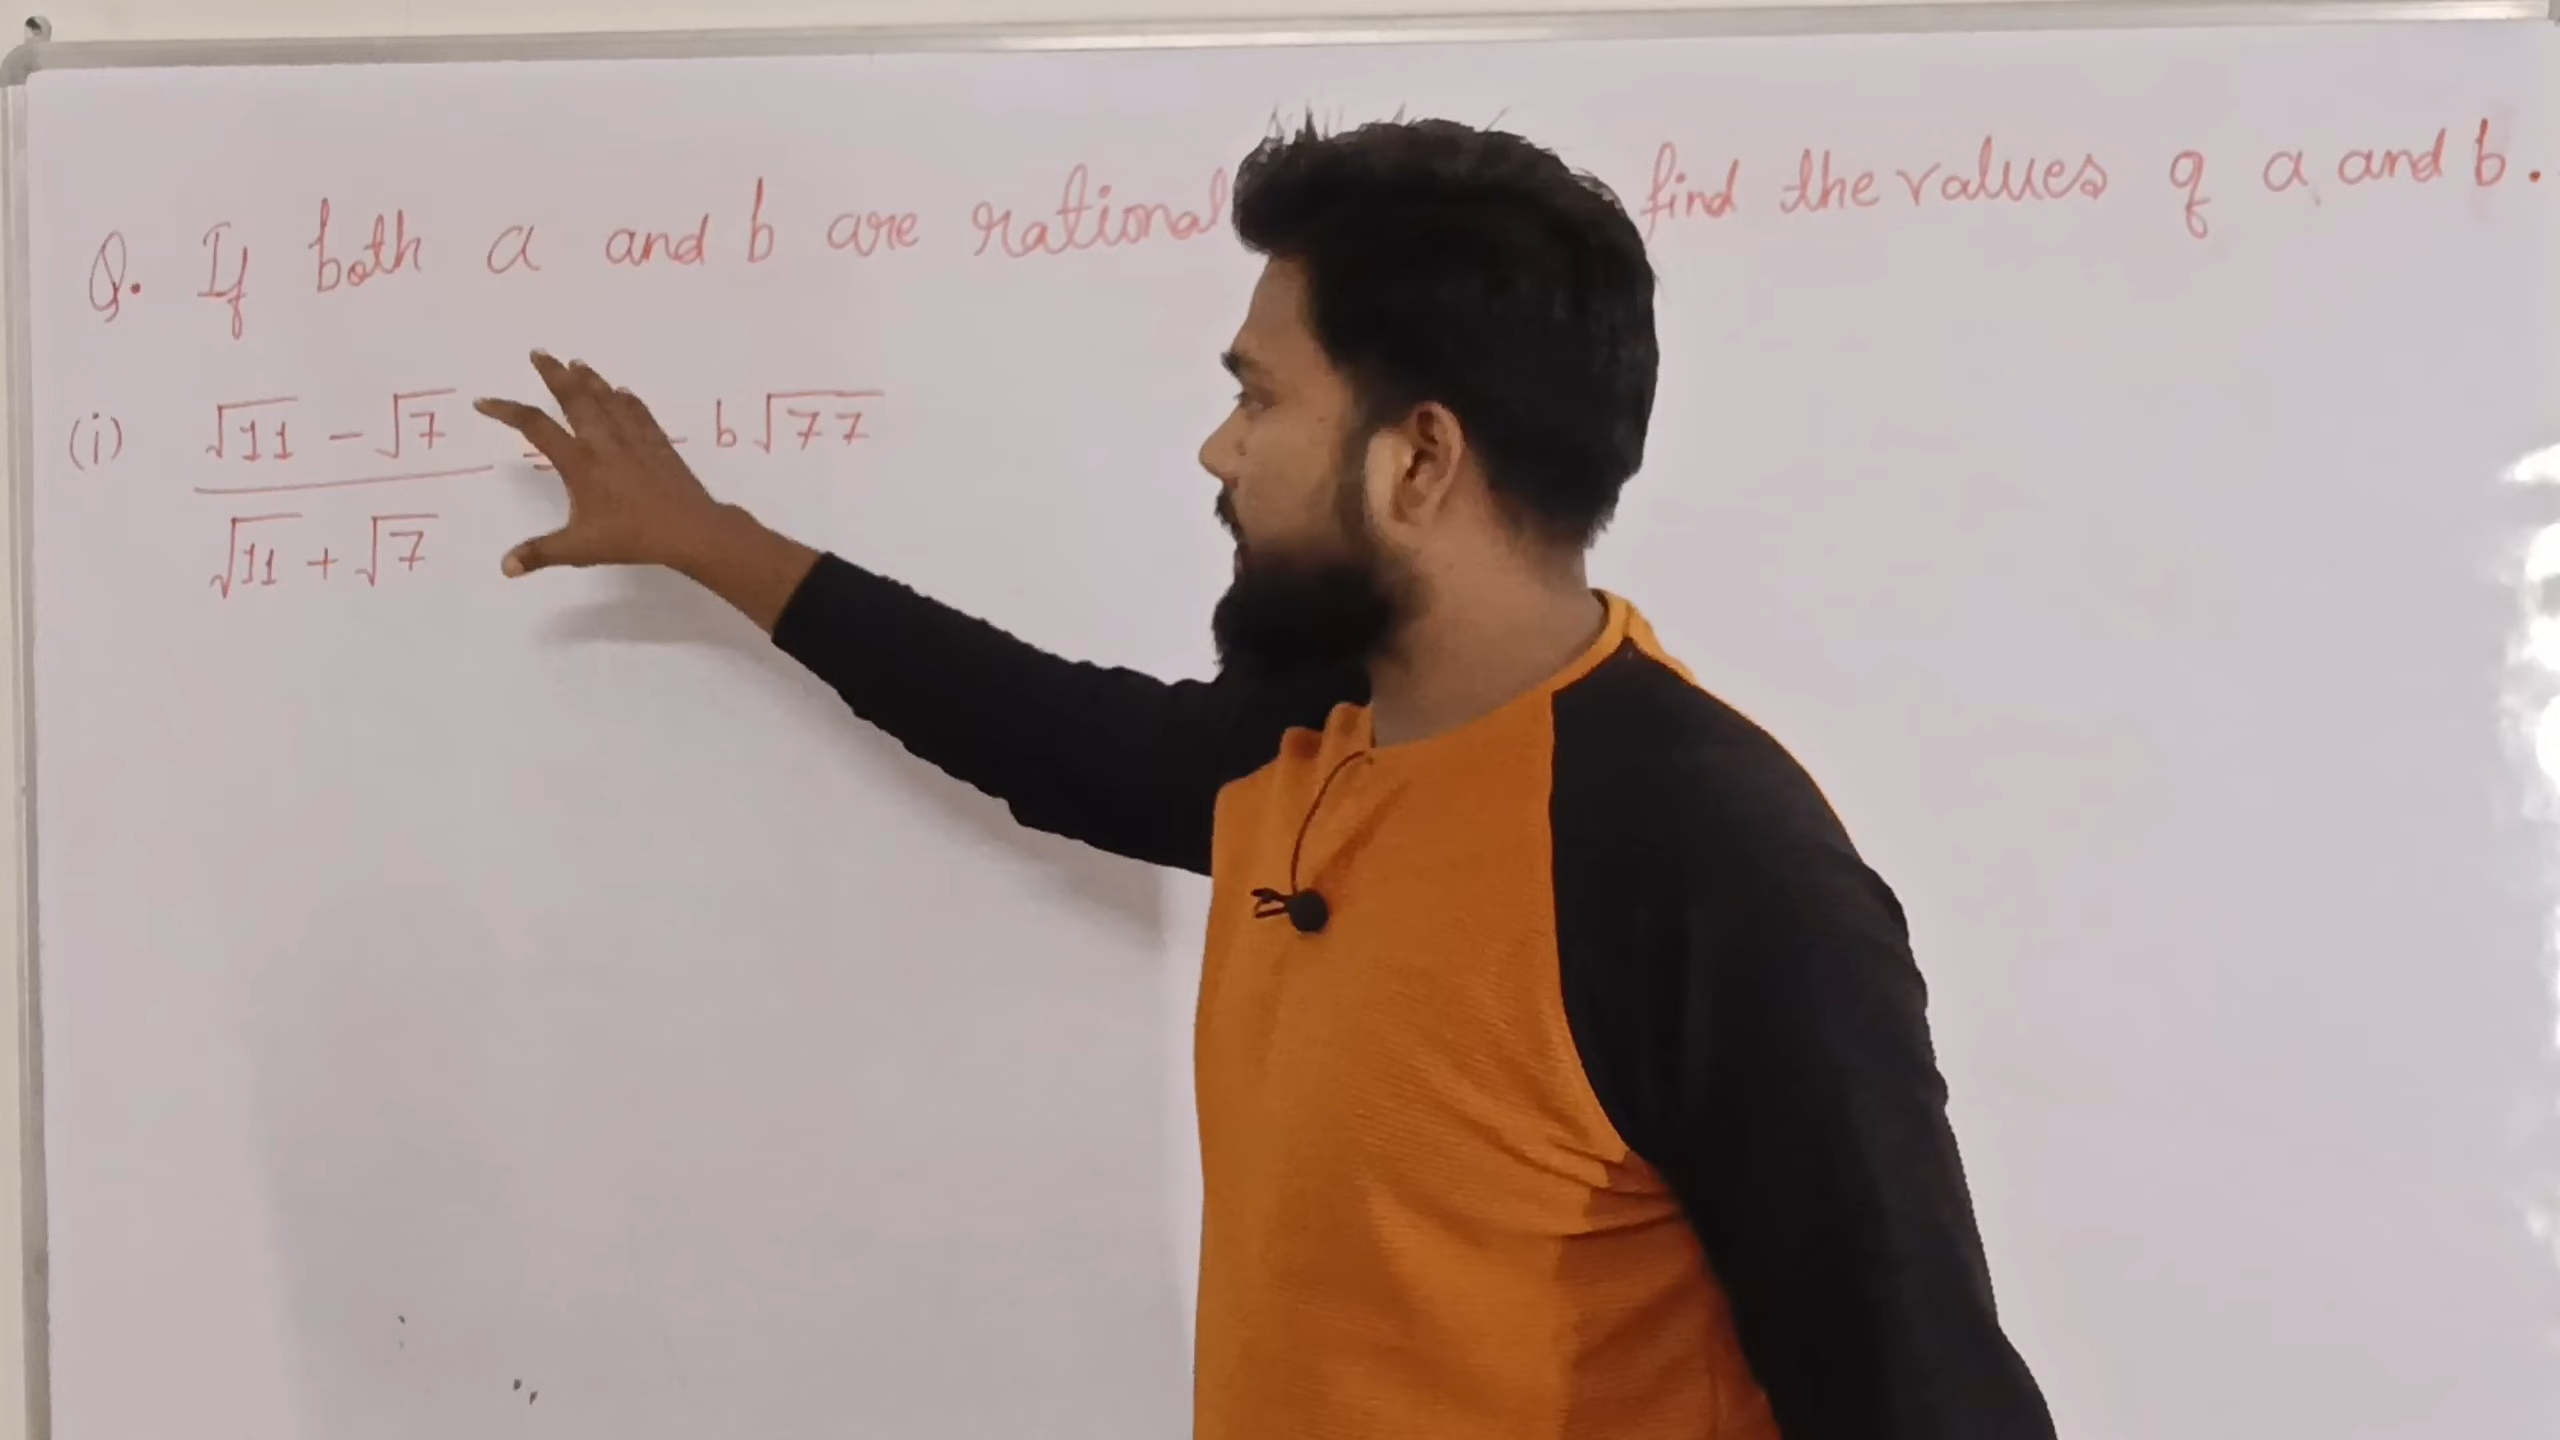 Q. If both a and b are rational find the values of a and b.
(i) √11 - √7 / √11 + √7 = - b√77